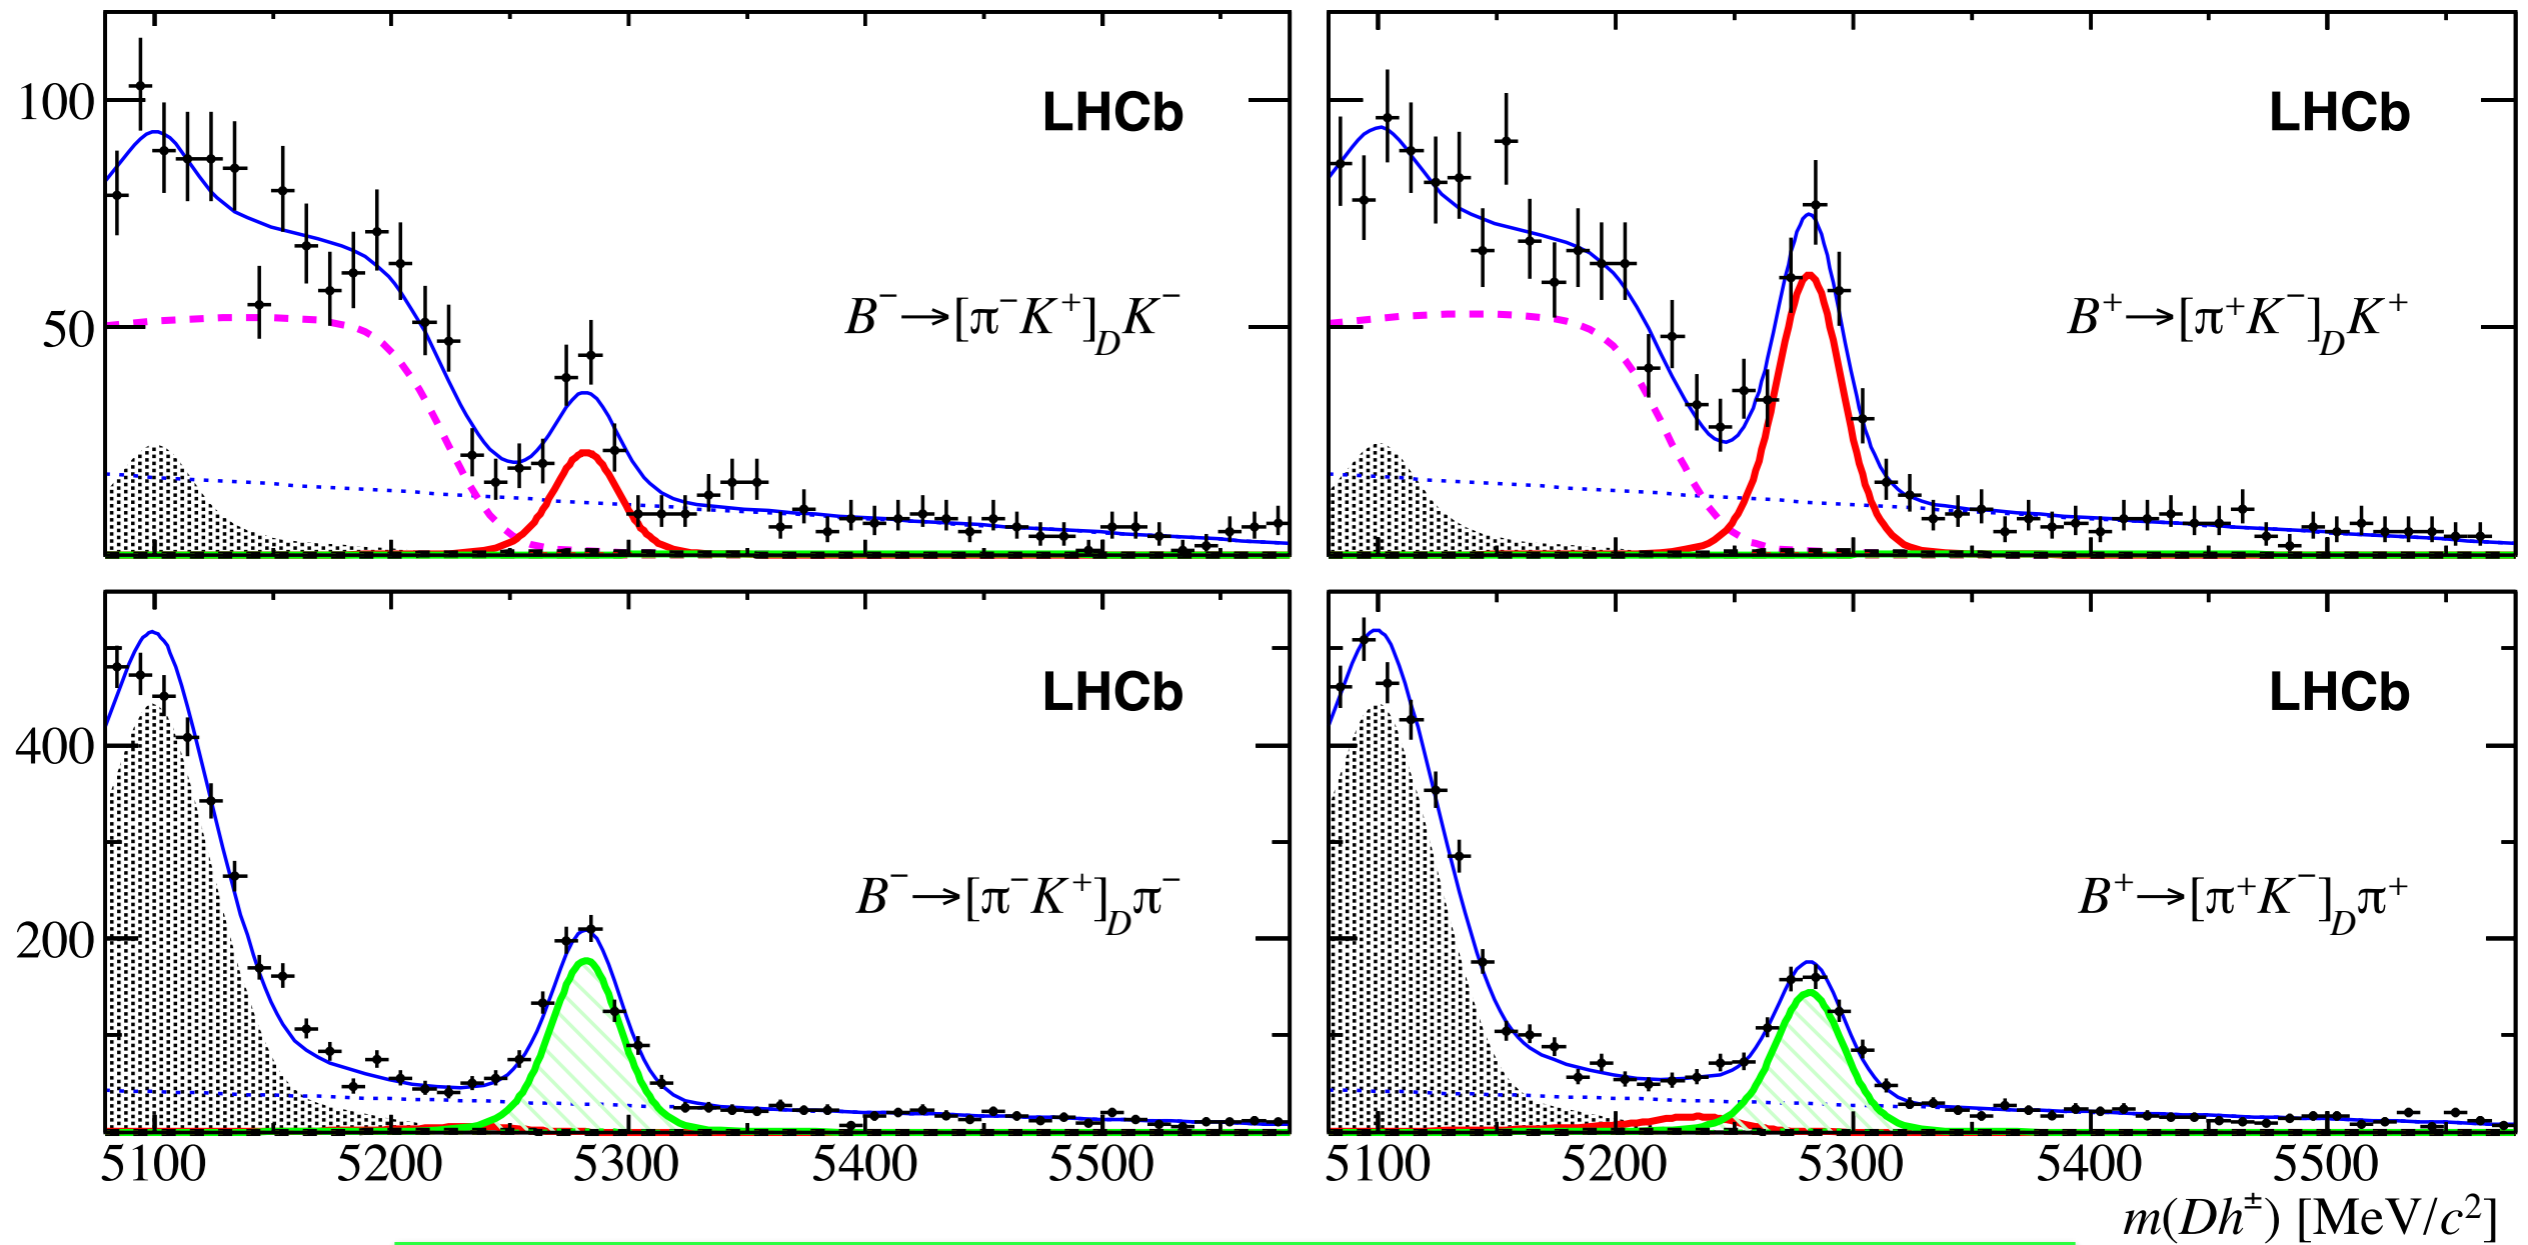 LHCb
LHCb
100
50
B⁻→[π⁻K⁺]_D K⁻
B⁺→[π⁺K⁻]_D K⁺
LHCb
LHCb
400
200
B⁻→[π⁻K⁺]_D π⁻
B⁺→[π⁺K⁻]_D π⁺
5100 5200 5300 5400 5500
5100 5200 5300 5400 5500
m(Dh^±) [MeV/c²]